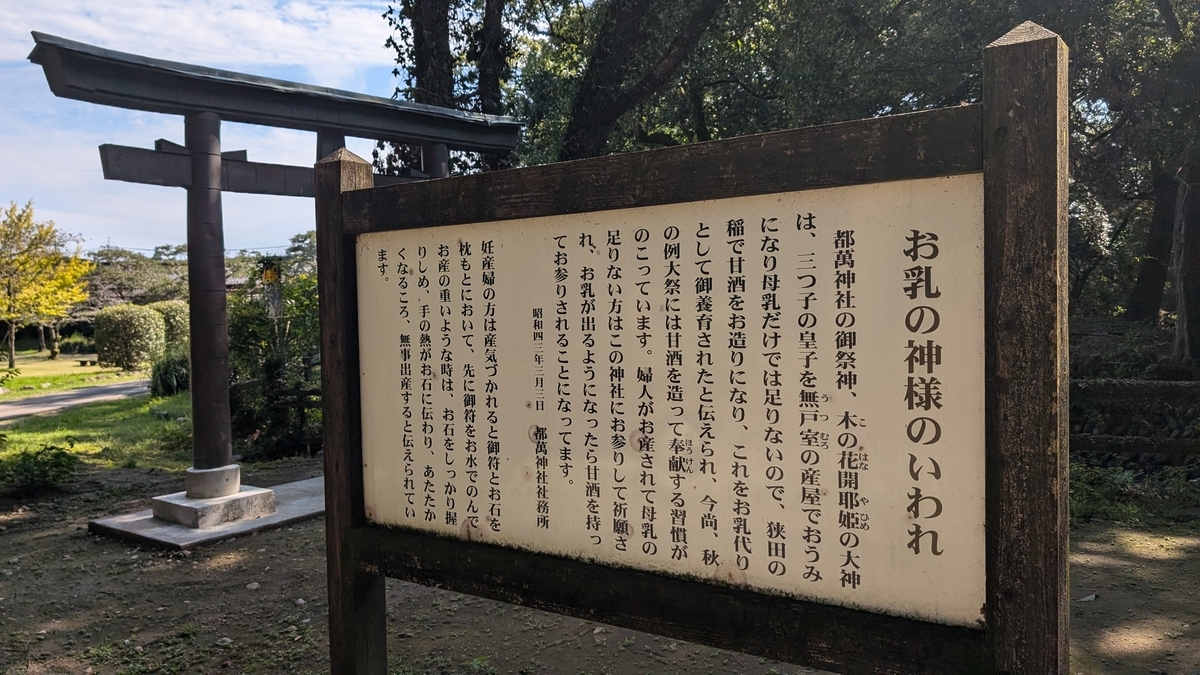 お乳の神様のいわれ
都萬神社の御祭神、木の花開耶姫の大神
は、三つ子の皇子を無戸室の産屋でおうみ
になり母乳だけでは足りないので、狭田の
稲で甘酒をお造りになり、これをお乳代り
として御養育されたと伝えられ、今尚、秋
の例大祭には甘酒を造って奉献する習慣が
のこっています。婦人がお産されて母乳の
足りない方はこの神社にお参りして祈願さ
れ、お乳が出るようになったら甘酒を持っ
てお参りされることになってます。
昭和四三年三月三日 都萬神社社務所
妊産婦の方は産気づかれると御符とお石を
枕もとにおいて、先に御符をお水でのんで
お産の重いような時は、お石をしっかり握
りしめ、手の熱がお石に伝わり、あたたか
くなるころ、無事出産すると伝えられてい
ます。